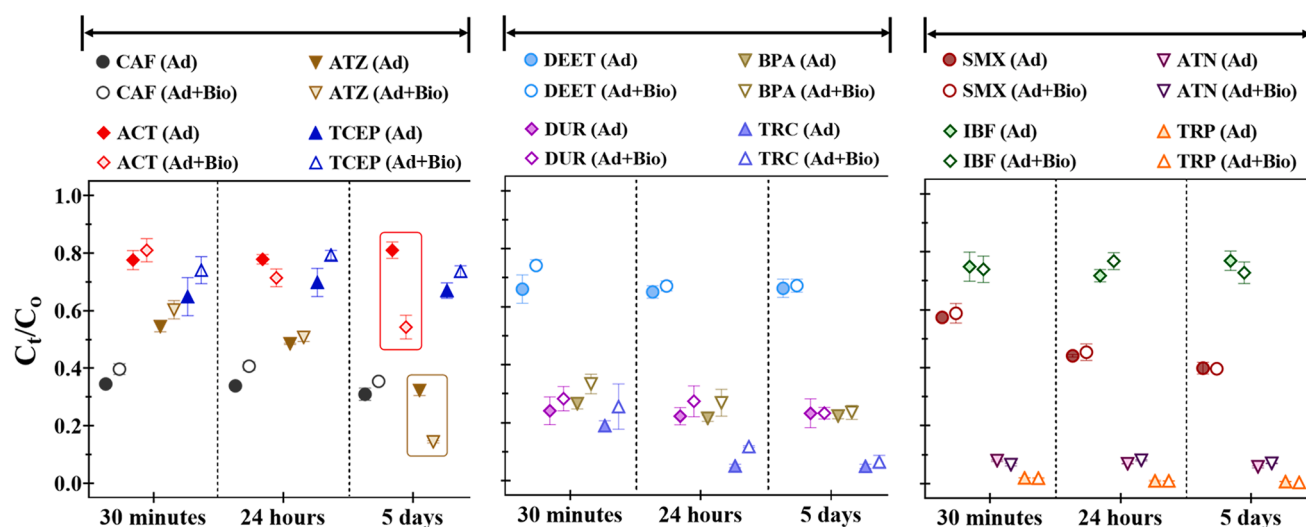 CAF (Ad)
CAF (Ad+Bio)
ACT (Ad)
ACT (Ad+Bio)
ATZ (Ad)
ATZ (Ad+Bio)
TCEP (Ad)
TCEP (Ad+Bio)
DEET (Ad)
DEET (Ad+Bio)
DUR (Ad)
DUR (Ad+Bio)
BPA (Ad)
BPA (Ad+Bio)
TRC (Ad)
TRC (Ad+Bio)
SMX (Ad)
SMX (Ad+Bio)
IBF (Ad)
IBF (Ad+Bio)
ATN (Ad)
ATN (Ad+Bio)
TRP (Ad)
TRP (Ad+Bio)
Ct/Co
1.0
0.8
0.6
0.4
0.2
0.0
30 minutes
24 hours
5 days
30 minutes
24 hours
5 days
30 minutes
24 hours
5 days